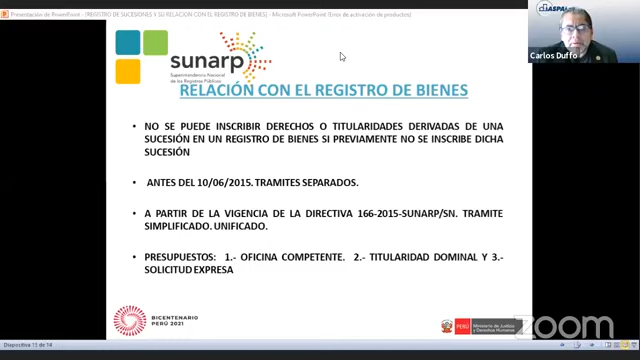 Presentación de PowerPoint - [REGISTRO DE SUCESIONES Y SU RELACION CON EL REGISTRO DE BIENES] - Microsoft PowerPoint (Error de activación de productos)
Carlos Duffo
sunarp
Superintendencia Nacional
de los Registros Públicos
RELACIÓN CON EL REGISTRO DE BIENES
• NO SE PUEDE INSCRIBIR DERECHOS O TITULARIDADES DERIVADAS DE UNA
SUCESIÓN EN UN REGISTRO DE BIENES SI PREVIAMENTE NO SE INSCRIBE DICHA
SUCESIÓN
• ANTES DEL 10/06/2015. TRAMITES SEPARADOS.
• A PARTIR DE LA VIGENCIA DE LA DIRECTIVA 166-2015-SUNARP/SN. TRAMITE
SIMPLIFICADO. UNIFICADO.
• PRESUPUESTOS: 1.- OFICINA COMPETENTE. 2.- TITULARIDAD DOMINAL Y 3.-
SOLICITUD EXPRESA
BICENTENARIO
PERÚ 2021
PERÚ
Ministerio de Justicia
y Derechos Humanos
zoom